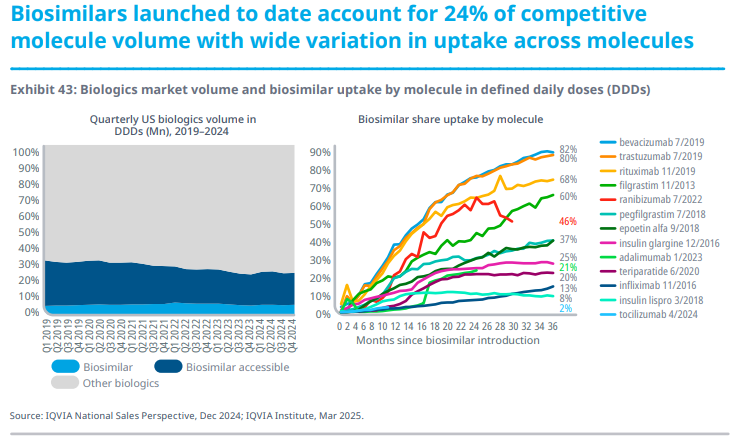 Biosimilars launched to date account for 24% of competitive
molecule volume with wide variation in uptake across molecules
Exhibit 43: Biologics market volume and biosimilar uptake by molecule in defined daily doses (DDDs)
Quarterly US biologics volume in
DDDs (Mn), 2019–2024
100%
90%
80%
70%
60%
50%
40%
30%
20%
10%
0%
Q1 2019
Q2 2019
Q3 2019
Q4 2019
Q1 2020
Q2 2020
Q3 2020
Q4 2020
Q1 2021
Q2 2021
Q3 2021
Q4 2021
Q1 2022
Q2 2022
Q3 2022
Q4 2022
Q1 2023
Q2 2023
Q3 2023
Q4 2023
Q1 2024
Q2 2024
Q3 2024
Q4 2024
Biosimilar
Biosimilar accessible
Other biologics
Biosimilar share uptake by molecule
90%
80%
70%
60%
50%
40%
30%
20%
10%
0%
0 2 4 6 8 10 12 14 16 18 20 22 24 26 28 30 32 34 36
Months since biosimilar introduction
82%
80%
68%
60%
46%
37%
25%
21%
20%
13%
8%
2%
bevacizumab 7/2019
trastuzumab 7/2019
rituximab 11/2019
filgrastim 11/2013
ranibizumab 7/2022
pegfilgrastim 7/2018
epoetin alfa 9/2018
insulin glargine 12/2016
adalimumab 1/2023
teriparatide 6/2020
infliximab 11/2016
insulin lispro 3/2018
tocilizumab 4/2024
Source: IQVIA National Sales Perspective, Dec 2024; IQVIA Institute, Mar 2025.